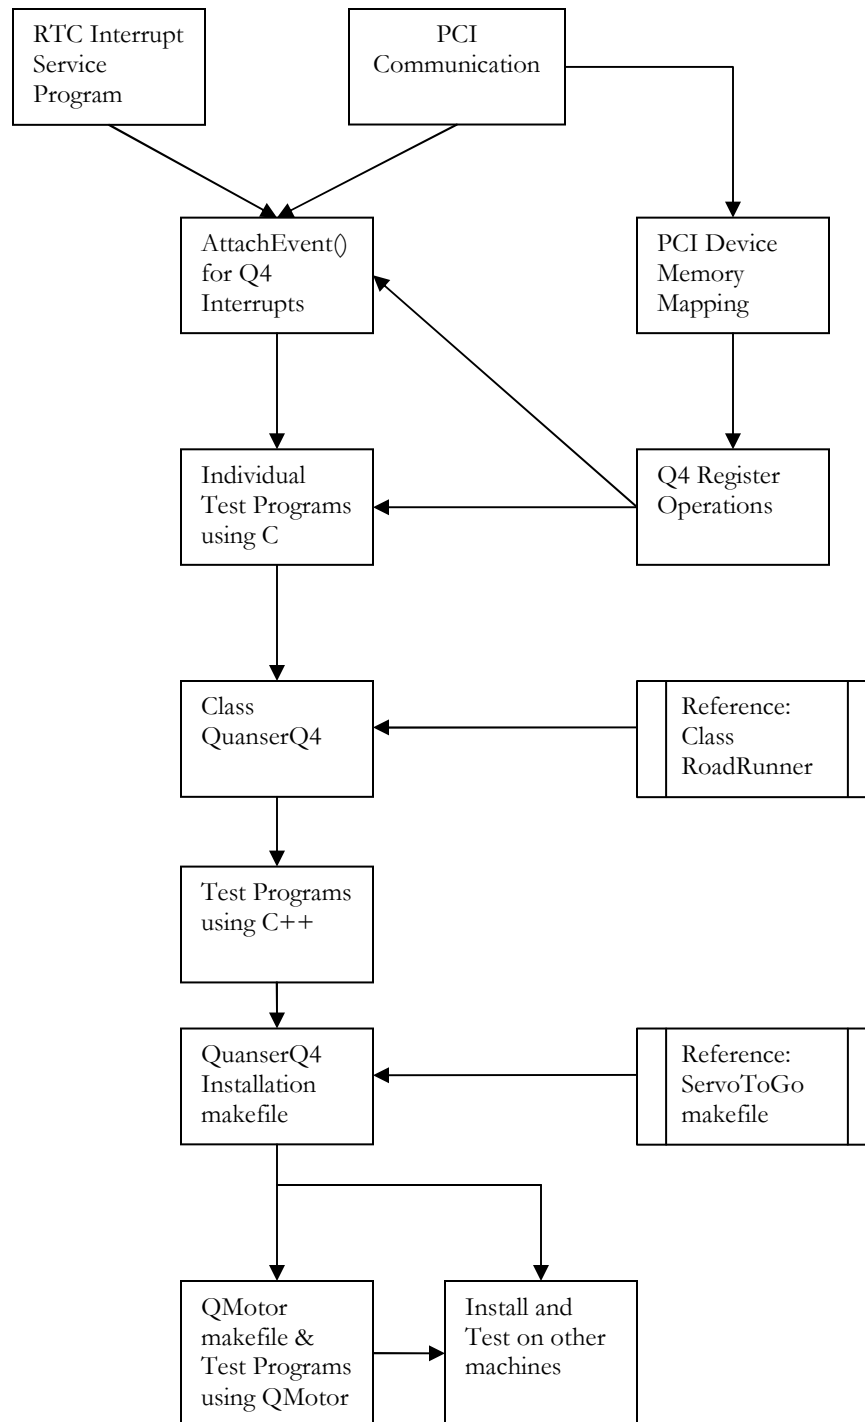 RTC Interrupt
Service
Program
PCI
Communication
AttachEvent()
for Q4
Interrupts
PCI Device
Memory
Mapping
Individual
Test Programs
using C
Q4 Register
Operations
Class
QuanserQ4
Reference:
Class
RoadRunner
Test Programs
using C++
QuanserQ4
Installation
makefile
Reference:
ServoToGo
makefile
QMotor
makefile &
Test Programs
using QMotor
Install and
Test on other
machines